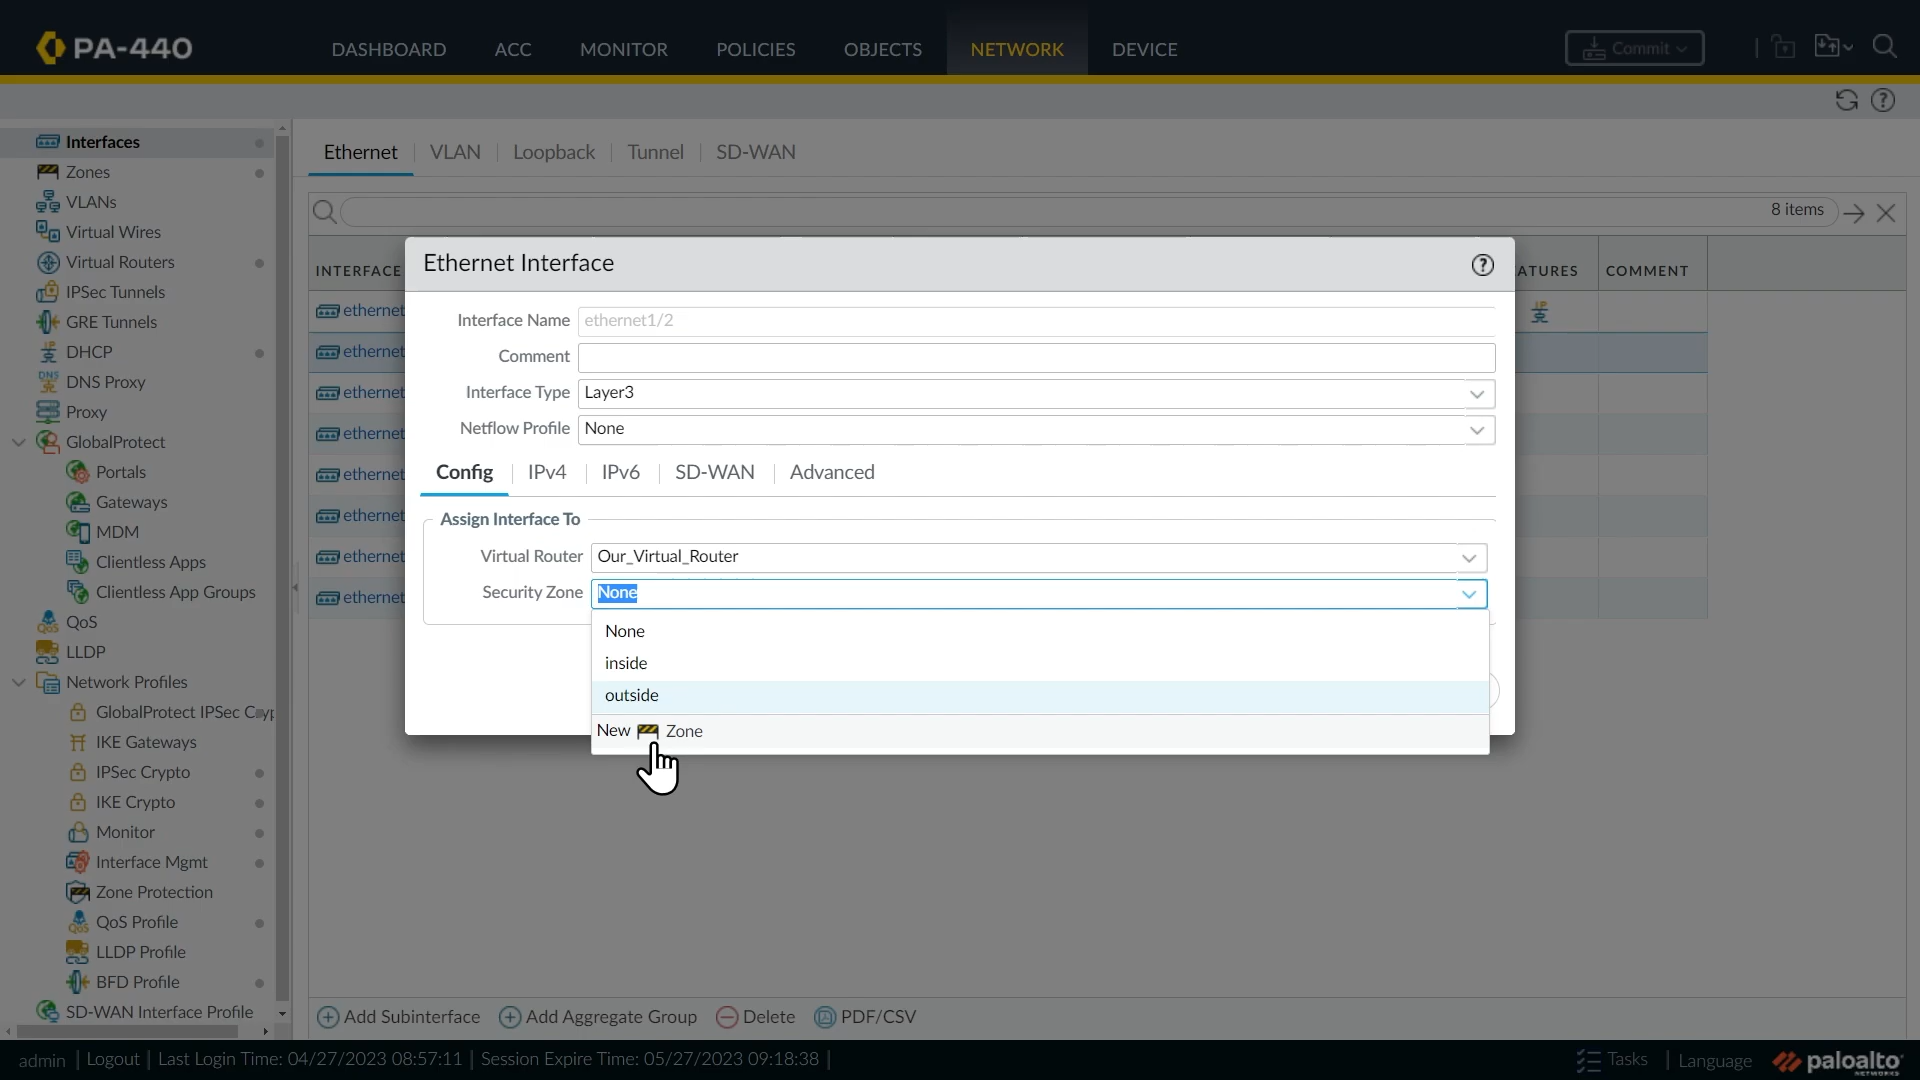 PA-440
DASHBOARD
ACC
MONITOR
POLICIES
OBJECTS
NETWORK
DEVICE
Commit
Interfaces
Zones
VLANs
Virtual Wires
Virtual Routers
IPSec Tunnels
GRE Tunnels
DHCP
DNS Proxy
Proxy
GlobalProtect
Portals
Gateways
MDM
Clientless Apps
Clientless App Groups
QoS
LLDP
Network Profiles
GlobalProtect IPSec Cryp
IKE Gateways
IPSec Crypto
IKE Crypto
Monitor
Interface Mgmt
Zone Protection
QoS Profile
LLDP Profile
BFD Profile
SD-WAN Interface Profile
Ethernet
VLAN
Loopback
Tunnel
SD-WAN
8 items
INTERFACE
ATURES
COMMENT
ethernet
ethernet
ethernet
ethernet
ethernet
ethernet
ethernet
ethernet
Ethernet Interface
Interface Name ethernet1/2
Comment
Interface Type Layer3
Netflow Profile None
Config
IPv4
IPv6
SD-WAN
Advanced
Assign Interface To
Virtual Router Our_Virtual_Router
Security Zone None
None
inside
outside
New Zone
Add Subinterface
Add Aggregate Group
Delete
PDF/CSV
admin | Logout | Last Login Time: 04/27/2023 08:57:11 | Session Expire Time: 05/27/2023 09:18:38 |
Tasks | Language
paloalto
NETWORKS